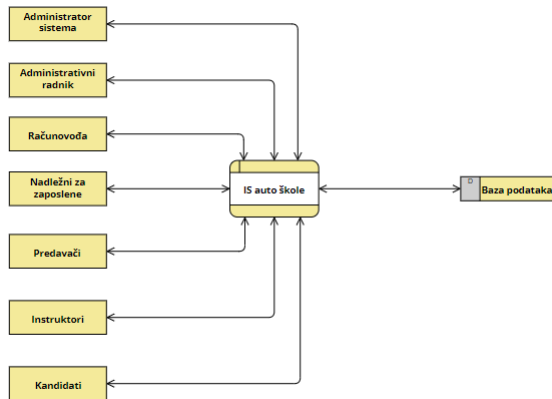 Administrator
sistema
Administrativni
radnik
Računovođa
Nadležni za
zaposlene
IS auto škole
D
Baza podataka
Predavači
Instruktori
Kandidati